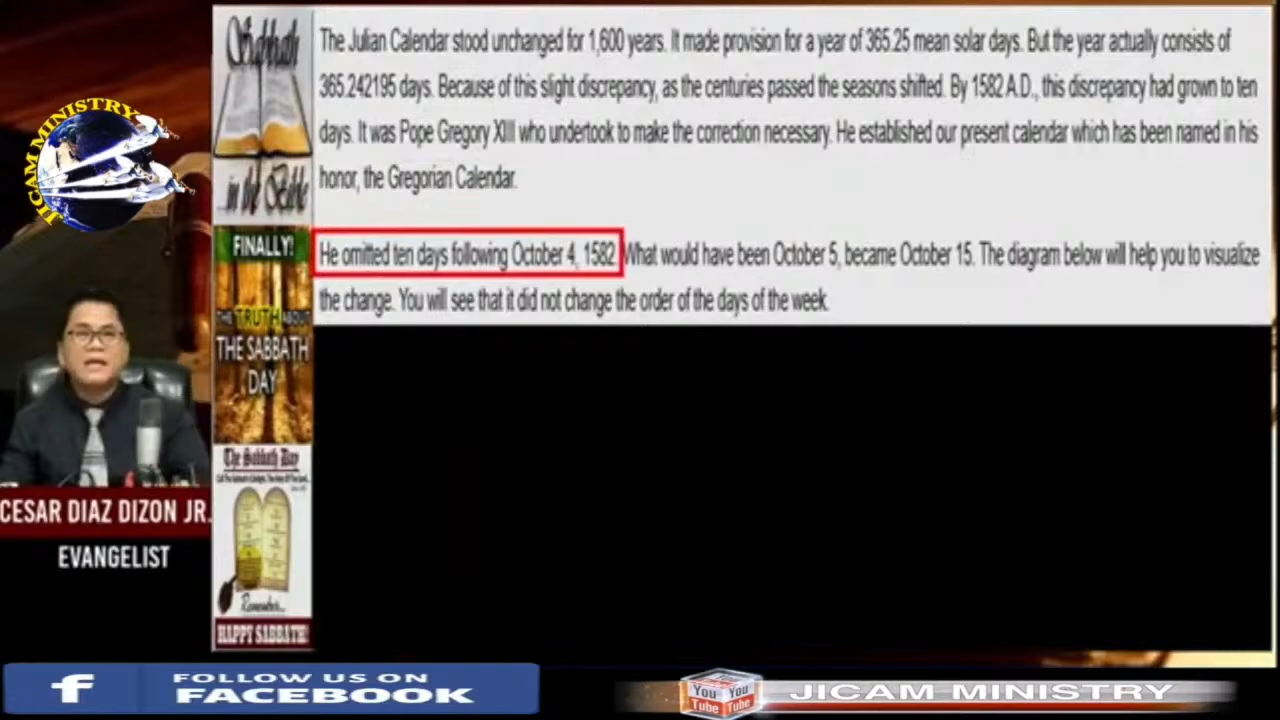 Sabbath
...in the Bible
The Julian Calendar stood unchanged for 1,600 years. It made provision for a year of 365.25 mean solar days. But the year actually consists of
365.242195 days. Because of this slight discrepancy, as the centuries passed the seasons shifted. By 1582 A.D., this discrepancy had grown to ten
days. It was Pope Gregory XIII who undertook to make the correction necessary. He established our present calendar which has been named in his
honor, the Gregorian Calendar.
He omitted ten days following October 4, 1582 What would have been October 5, became October 15. The diagram below will help you to visualize
the change. You will see that it did not change the order of the days of the week.
JICAM MINISTRY
FINALLY!
THE TRUTH ABOUT
THE SABBATH
DAY
The Sabbath Day
Remember...
HAPPY SABBATH!
CESAR DIAZ DIZON JR.
EVANGELIST
f
FOLLOW US ON
FACEBOOK
You You
Tube Tube
JICAM MINISTRY